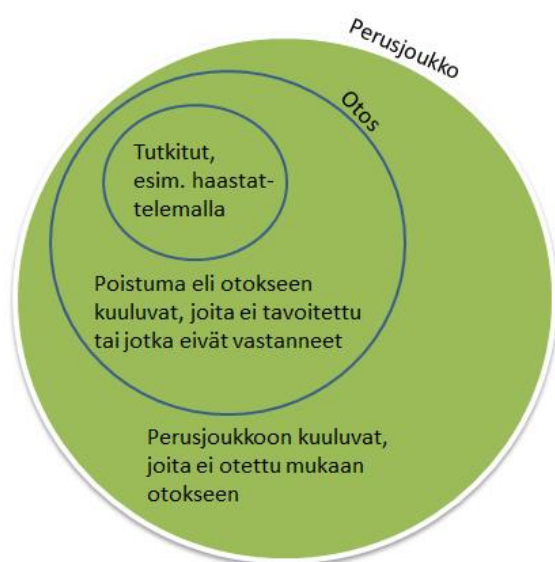 Perusjoukko
Otos
Tutkitut,
esim. haastat-
telemalla
Poistuma eli otokseen
kuuluvat, joita ei tavoitettu
tai jotka eivät vastanneet
Perusjoukkoon kuuluvat,
joita ei otettu mukaan
otokseen